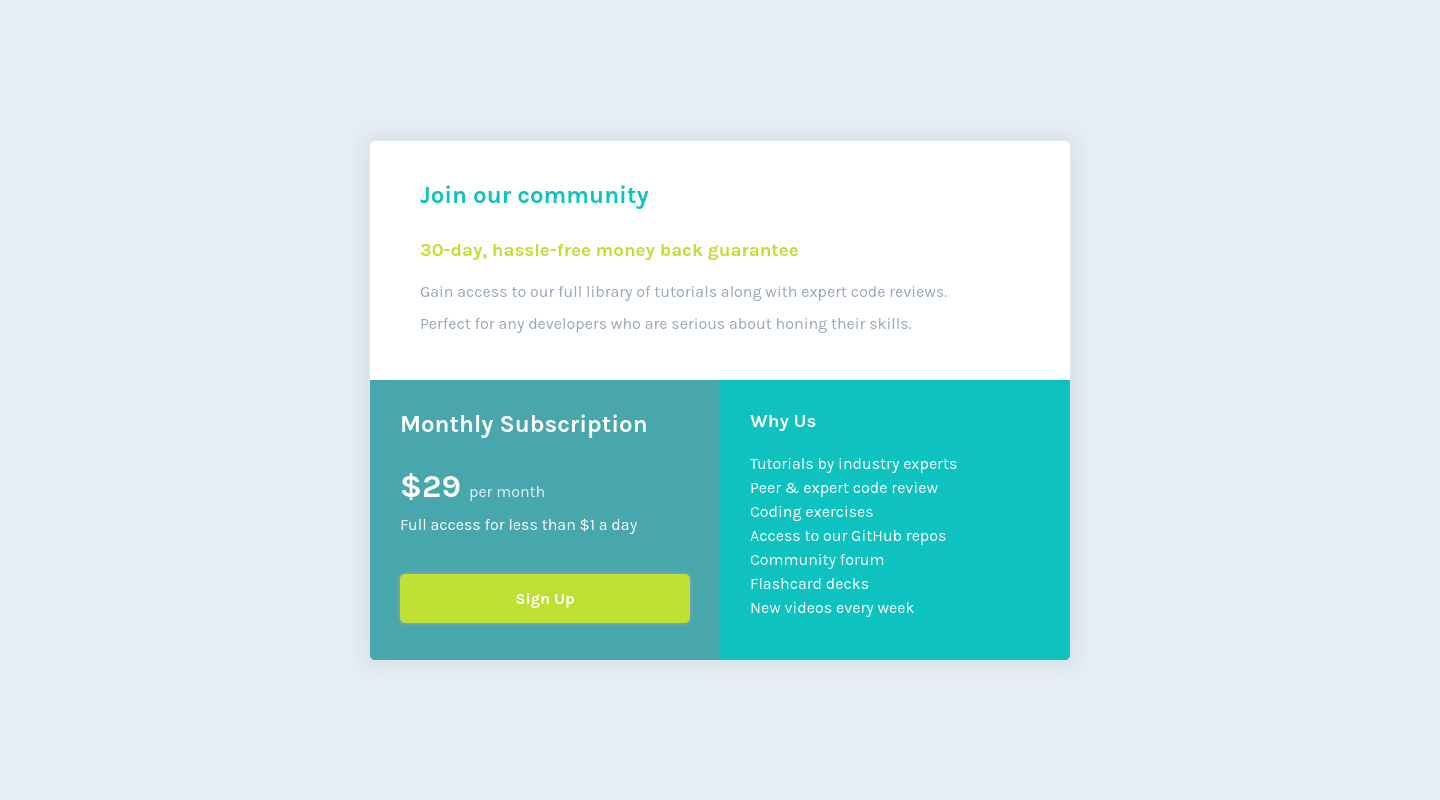 Join our community
30-day, hassle-free money back guarantee
Gain access to our full library of tutorials along with expert code reviews.
Perfect for any developers who are serious about honing their skills.
Monthly Subscription
$29 per month
Full access for less than $1 a day
Sign Up
Why Us
Tutorials by industry experts
Peer & expert code review
Coding exercises
Access to our GitHub repos
Community forum
Flashcard decks
New videos every week